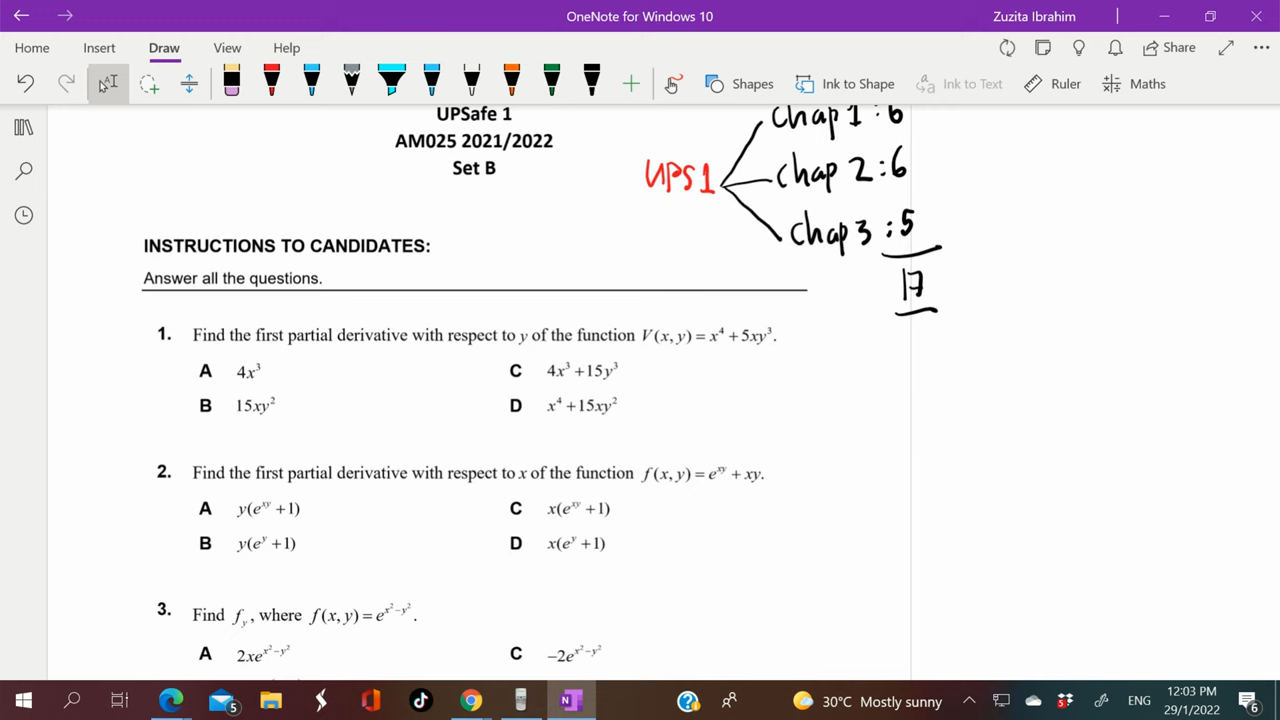 OneNote for Windows 10
Zuzita Ibrahim
Home Insert Draw View Help
Share
Shapes Ink to Shape Ink to Text Ruler Maths
UPSafe 1
AM025 2021/2022
Set B
UPS1
Chap 1 : 6
Chap 2 : 6
Chap 3 : 5
17
INSTRUCTIONS TO CANDIDATES:
Answer all the questions.
1. Find the first partial derivative with respect to y of the function V(x, y) = x⁴ + 5xy³.
A 4x³ C 4x³ + 15y³
B 15xy² D x⁴ + 15xy²
2. Find the first partial derivative with respect to x of the function f(x, y) = e^{xy} + xy.
A y(e^{xy} + 1) C x(e^{xy} + 1)
B y(e^y + 1) D x(e^y + 1)
3. Find f_y, where f(x, y) = e^{x²−y²}.
A 2xe^{x²−y²} C −2e^{x²−y²}
5
5
30°C Mostly sunny
ENG
12:03 PM
29/1/2022
6